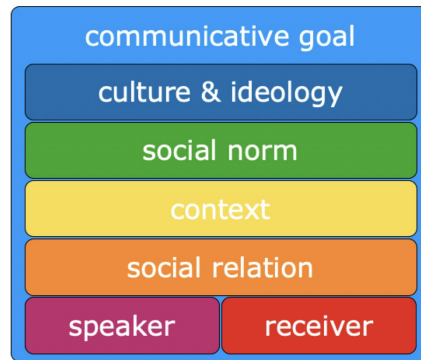 communicative goal
culture & ideology
social norm
context
social relation
speaker receiver